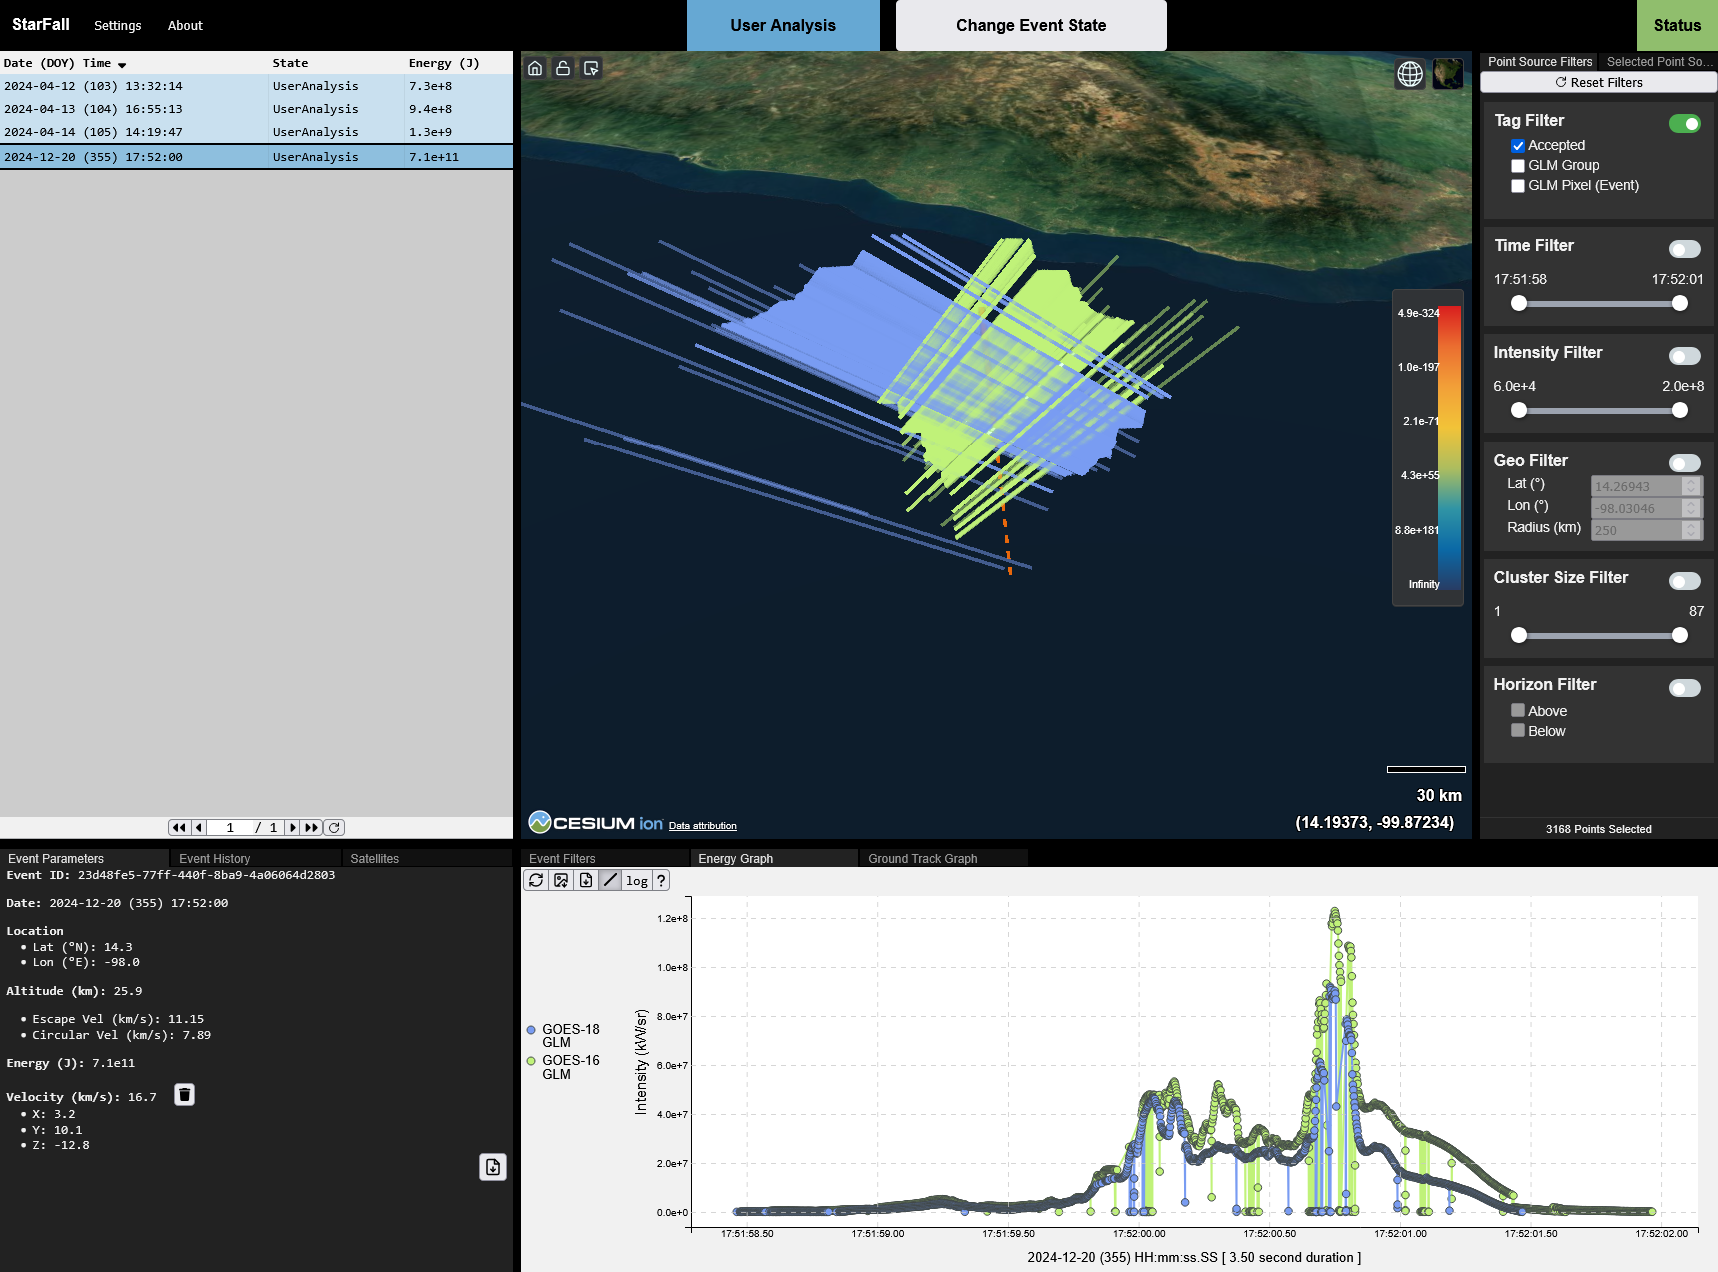 StarFall Settings About User Analysis Change Event State Status
Date (DOY) Time State Energy (J)
2024-04-12 (103) 13:32:14 UserAnalysis 7.3e+8
2024-04-13 (104) 16:55:13 UserAnalysis 9.4e+8
2024-04-14 (105) 14:19:47 UserAnalysis 1.3e+9
2024-12-20 (355) 17:52:00 UserAnalysis 7.1e+11
1 / 1
4.9e-324
1.0e-197
2.1e-71
4.3e+55
8.8e+181
Infinity
30 km
(14.19373, -99.87234)
CESIUM ion Data attribution
Point Source Filters Selected Point So...
Reset Filters
Tag Filter
Accepted
GLM Group
GLM Pixel (Event)
Time Filter
17:51:58 17:52:01
Intensity Filter
6.0e+4 2.0e+8
Geo Filter
Lat (°) 14.26943
Lon (°) -98.03046
Radius (km) 250
Cluster Size Filter
1 87
Horizon Filter
Above
Below
3168 Points Selected
Event Parameters Event History Satellites
Event ID: 23d48fe5-77ff-440f-8ba9-4a06064d2803
Date: 2024-12-20 (355) 17:52:00
Location
• Lat (°N): 14.3
• Lon (°E): -98.0
Altitude (km): 25.9
• Escape Vel (km/s): 11.15
• Circular Vel (km/s): 7.89
Energy (J): 7.1e11
Velocity (km/s): 16.7
• X: 3.2
• Y: 10.1
• Z: -12.8
Event Filters Energy Graph Ground Track Graph
log ?
GOES-18
GLM
GOES-16
GLM
Intensity (kW/sr)
1.2e+8
1.0e+8
8.0e+7
6.0e+7
4.0e+7
2.0e+7
0.0e+0
17:51:58.50 17:51:59.00 17:51:59.50 17:52:00.00 17:52:00.50 17:52:01.00 17:52:01.50 17:52:02.00
2024-12-20 (355) HH:mm:ss.SS [ 3.50 second duration ]